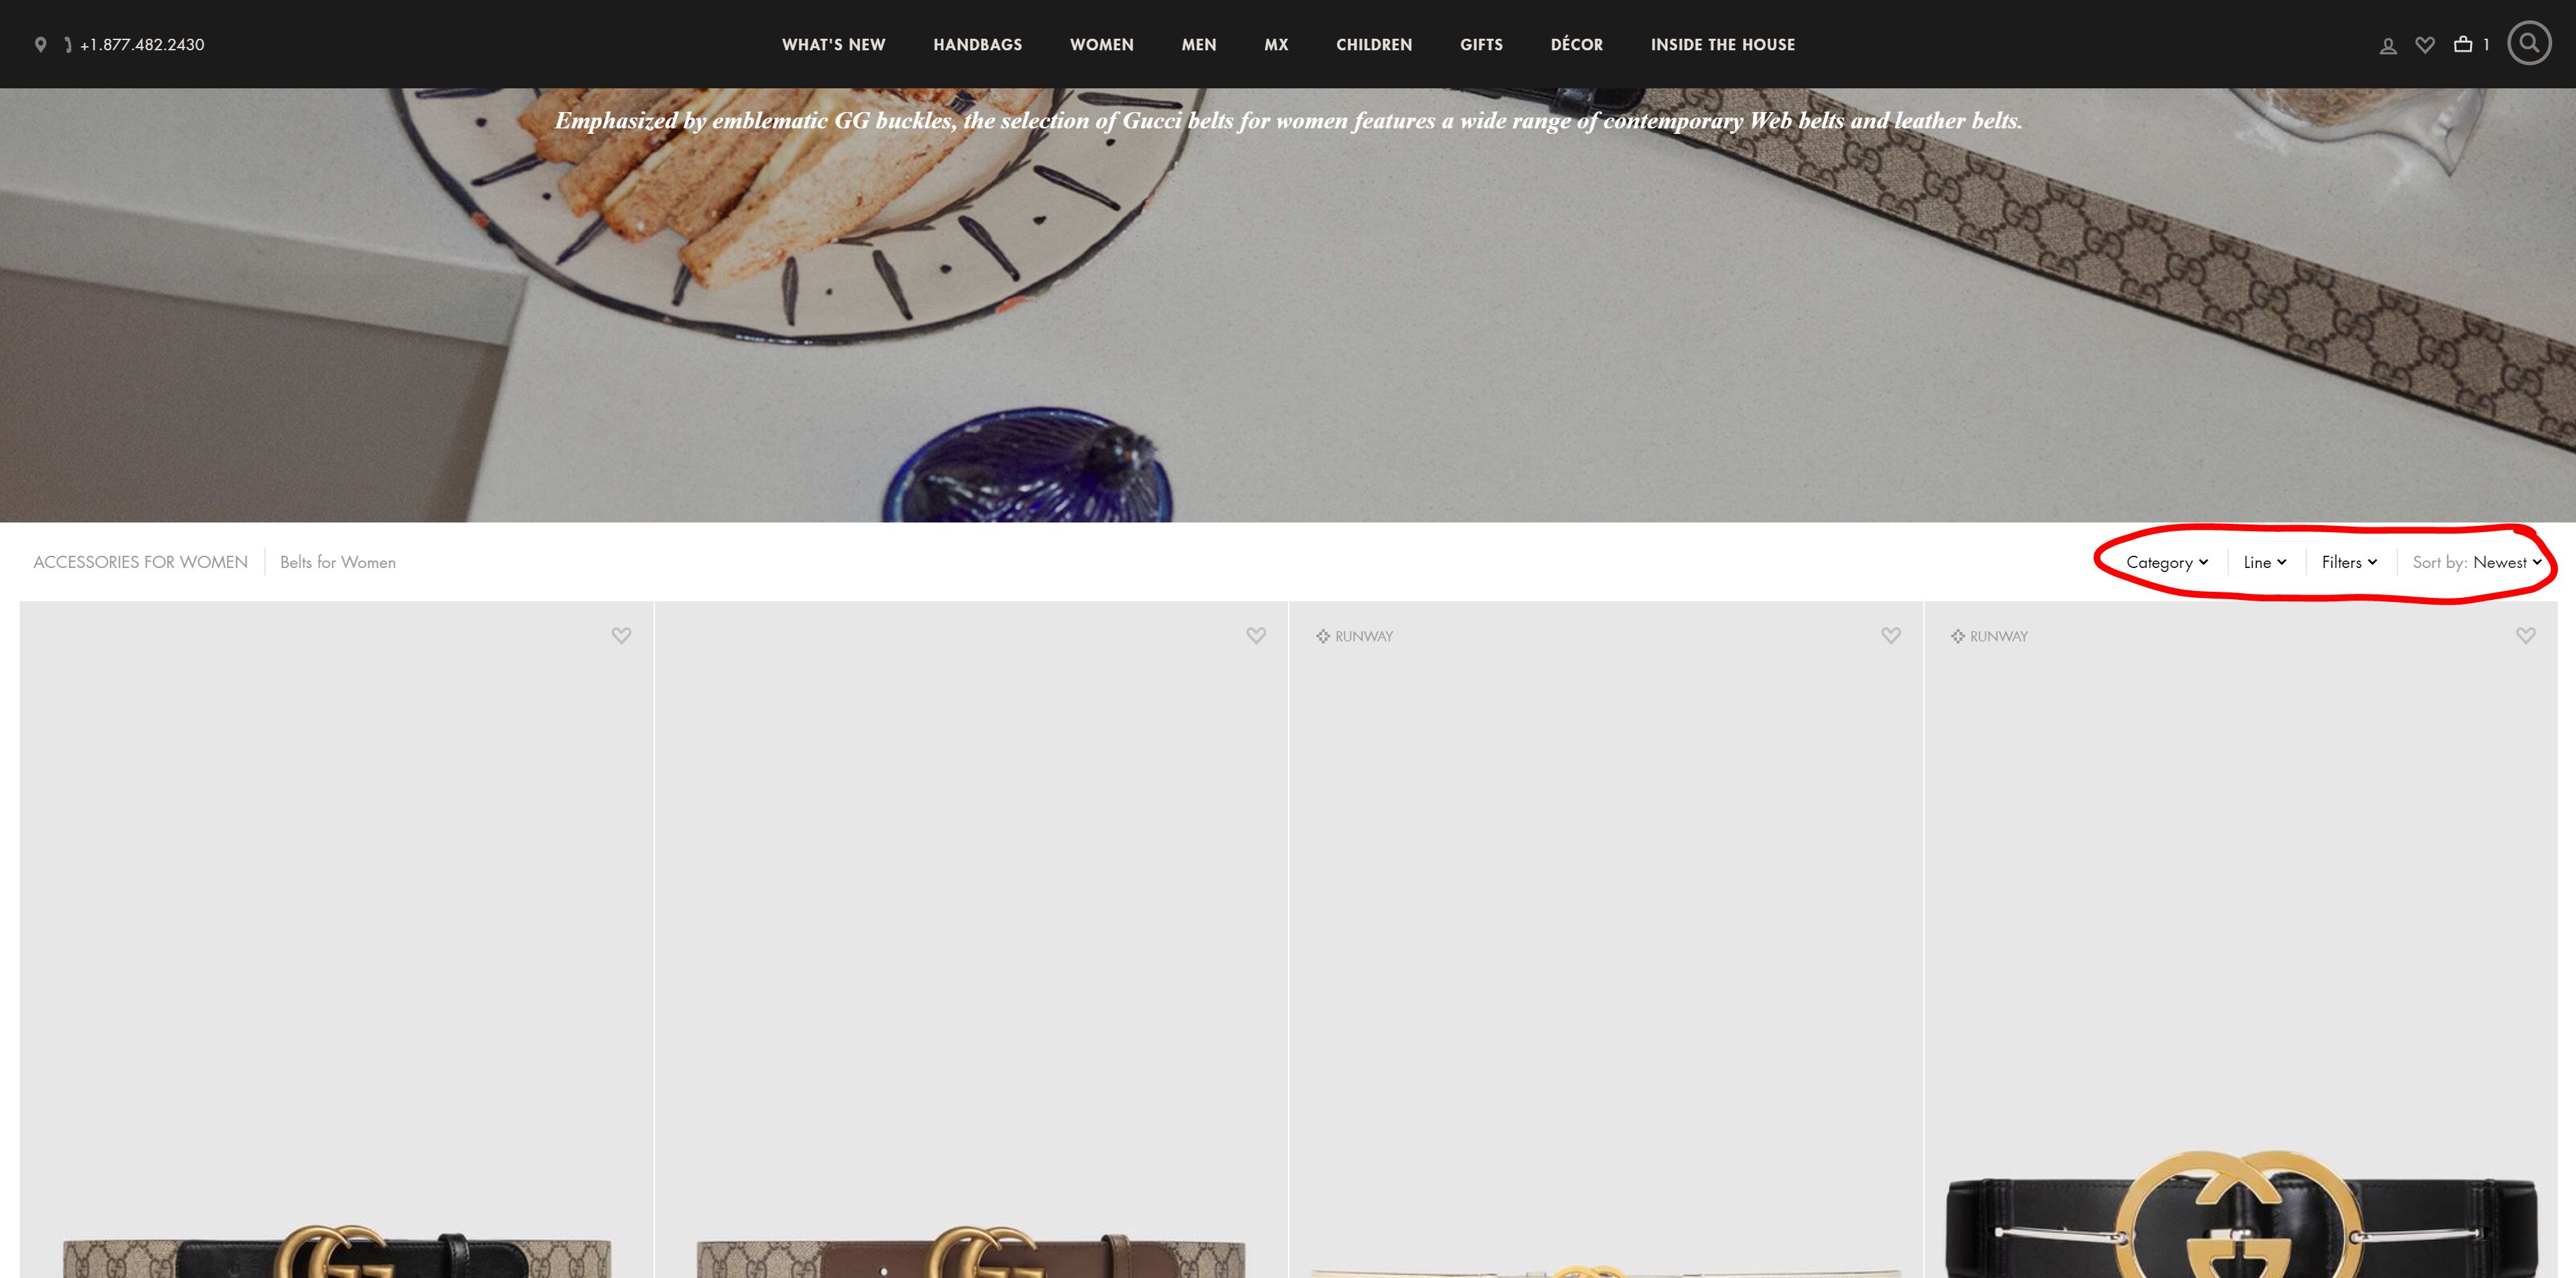 +1.877.482.2430
WHAT'S NEW HANDBAGS WOMEN MEN MX CHILDREN GIFTS DÉCOR INSIDE THE HOUSE
1
Emphasized by emblematic GG buckles, the selection of Gucci belts for women features a wide range of contemporary Web belts and leather belts.
ACCESSORIES FOR WOMEN Belts for Women
Category Line Filters Sort by: Newest
RUNWAY
RUNWAY